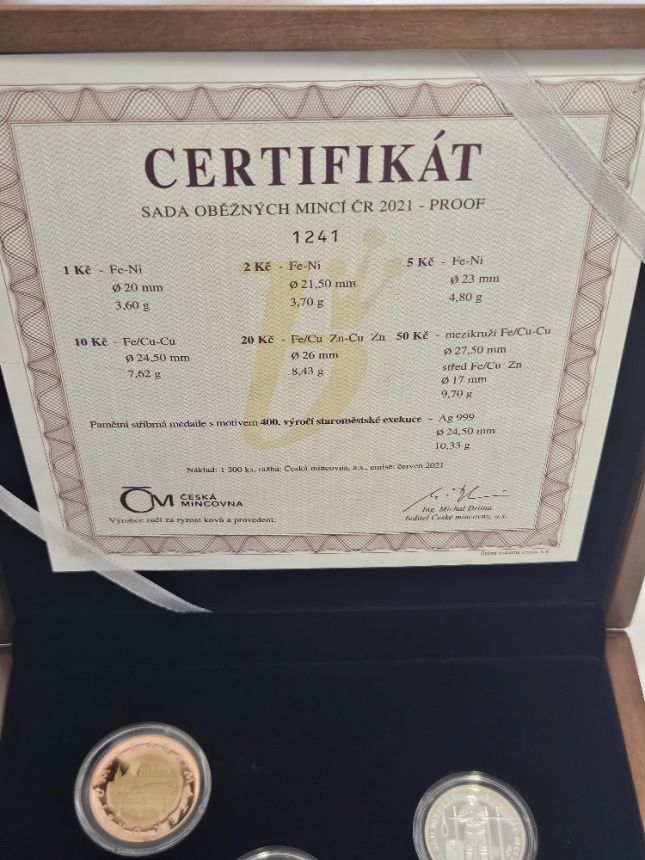 CERTIFIKÁT
SADA OBĚŽNÝCH MINCÍ ČR 2021 - PROOF
1241
1 Kč - Fe-Ni
ø 20 mm
3,60 g
2 Kč - Fe-Ni
ø 21,50 mm
3,70 g
5 Kč - Fe-Ni
ø 23 mm
4,80 g
10 Kč - Fe/Cu-Cu
ø 24,50 mm
7,62 g
20 Kč - Fe/Cu Zn-Cu Zn
ø 26 mm
8,43 g
50 Kč - mezikruží Fe/Cu-Cu
ø 27,50 mm
střed Fe/Cu Zn
ø 17 mm
9,70 g
Pamětní stříbrná medaile s motivem 400. výročí staroměstské exekuce - Ag 999
ø 24,50 mm
10,33 g
Náklad: 1 300 ks, ražba: Česká mincovna, a.s., emise: červen 2021
ČM ČESKÁ
MINCOVNA
Výrobce ručí za ryzost kovů a provedení.
Ing. Michal Drtina
ředitel České mincovny, a.s.